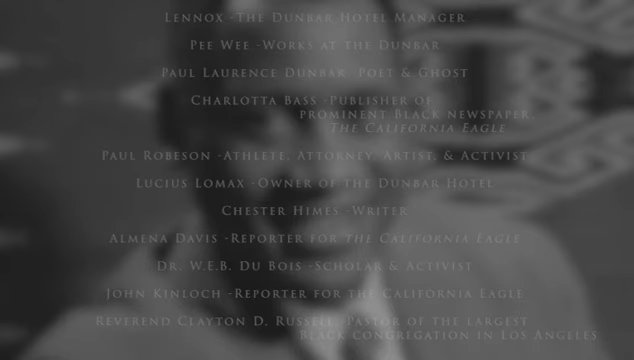 Lennox -The Dunbar Hotel Manager
Pee Wee -Works at the Dunbar
Paul Laurence Dunbar- Poet & Ghost
Charlotta Bass -Publisher of
prominent Black newspaper,
The California Eagle
Paul Robeson -Athlete, Attorney, Artist, & Activist
Lucius Lomax -Owner of the Dunbar Hotel
Chester Himes -Writer
Almena Davis -Reporter for the California Eagle
Dr. W.E.B. Du Bois -Scholar & Activist
John Kinloch -Reporter for the California Eagle
Reverend Clayton D. Russell, Pastor of the largest
Black congregation in Los Angeles